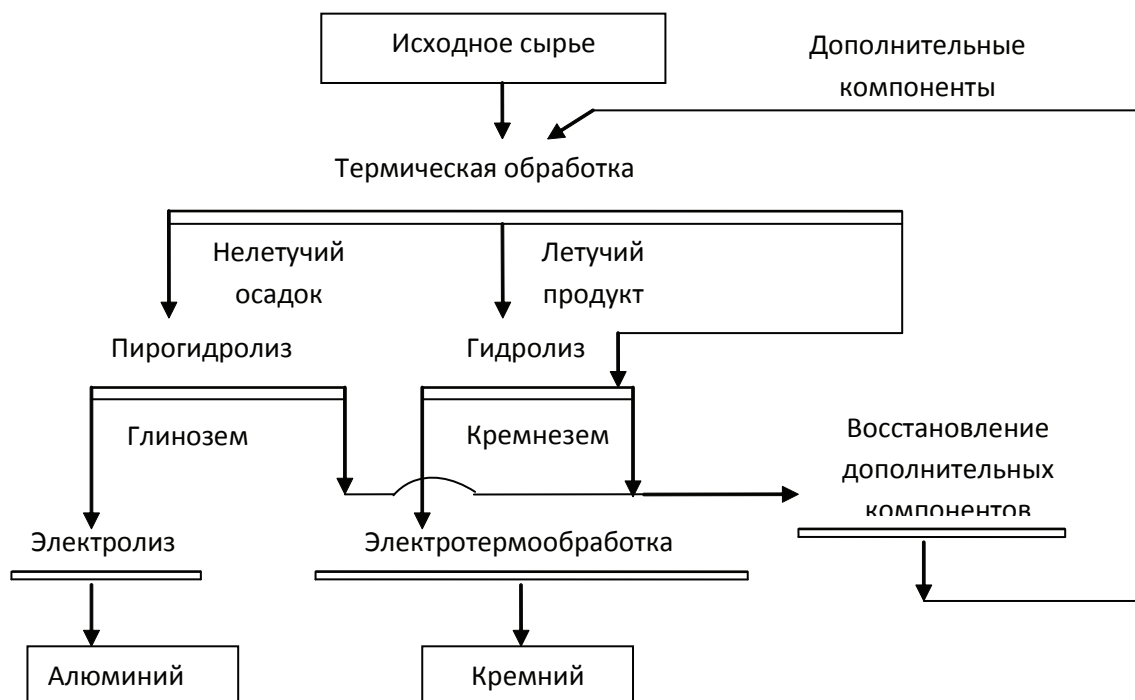 Исходное сырье
Дополнительные
компоненты
Термическая обработка
Нелетучий
осадок
Летучий
продукт
Пирогидролиз
Гидролиз
Глинозем
Кремнезем
Восстановление
дополнительных
компонентов
Электролиз
Электротермообработка
Алюминий
Кремний